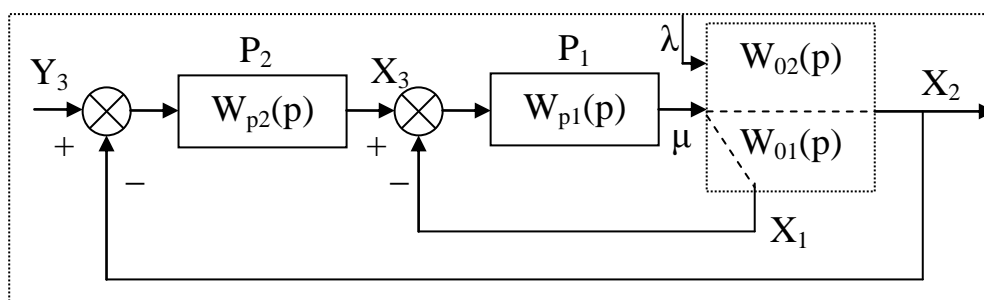 P₂
P₁
λ
W₀₂(p)
Y₃
X₃
X₂
Wₚ₂(p)
Wₚ₁(p)
+
+
μ
W₀₁(p)
−
−
X₁